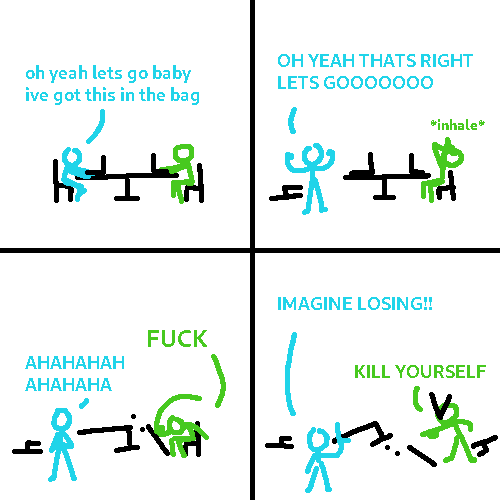 oh yeah lets go baby
ive got this in the bag
OH YEAH THATS RIGHT
LETS GOOOOOOO
*inhale*
FUCK
AHAHAHAH
AHAHAHA
IMAGINE LOSING!!
KILL YOURSELF